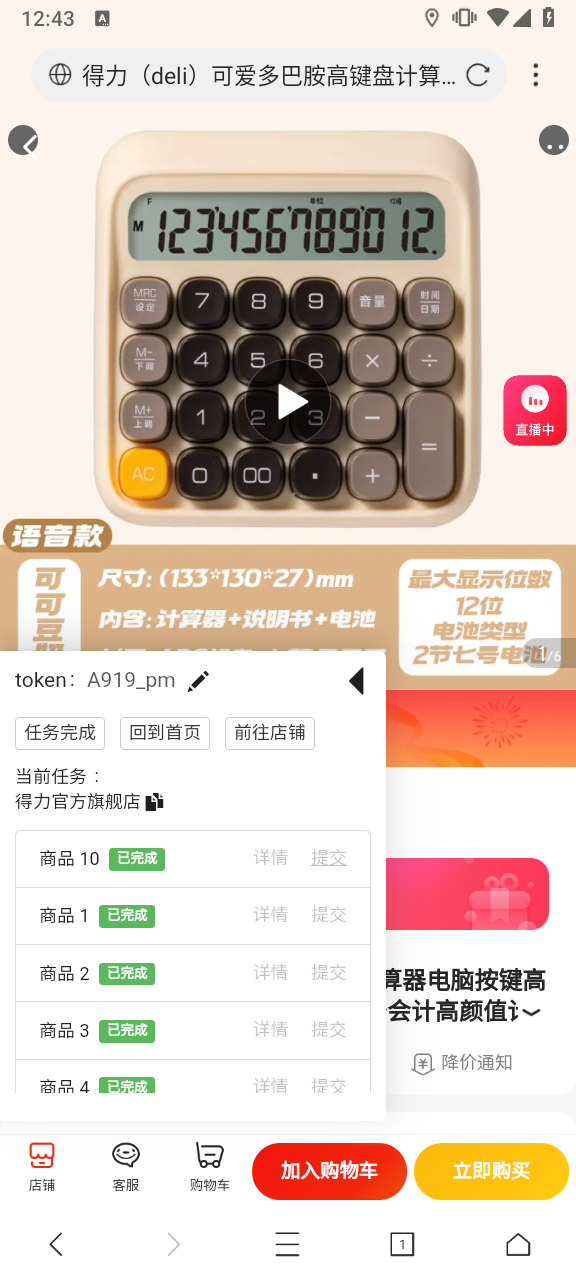 12:43
A
得力（deli）可爱多巴胺高键盘计算...
F
单位
M
123456789012.
MRC
设定
7
8
9
音量
时间
日期
M-
下调
4
5
6
×
÷
M+
上调
1
2
3
−
=
AC
0
00
.
+
直播中
语音款
尺寸：(133*130*27)mm
最大显示位数
12位
内含：计算器+说明书+电池
电池类型
2节七号电池
1/6
token： A919_pm
任务完成 回到首页 前往店铺
当前任务：
得力官方旗舰店
商品 10 已完成 详情 提交
商品 1 已完成 详情 提交
商品 2 已完成 详情 提交
商品 3 已完成 详情 提交
商品 4 已完成 详情 提交
算器电脑按键高
会计高颜值
降价通知
店铺
客服
购物车
加入购物车
立即购买
1